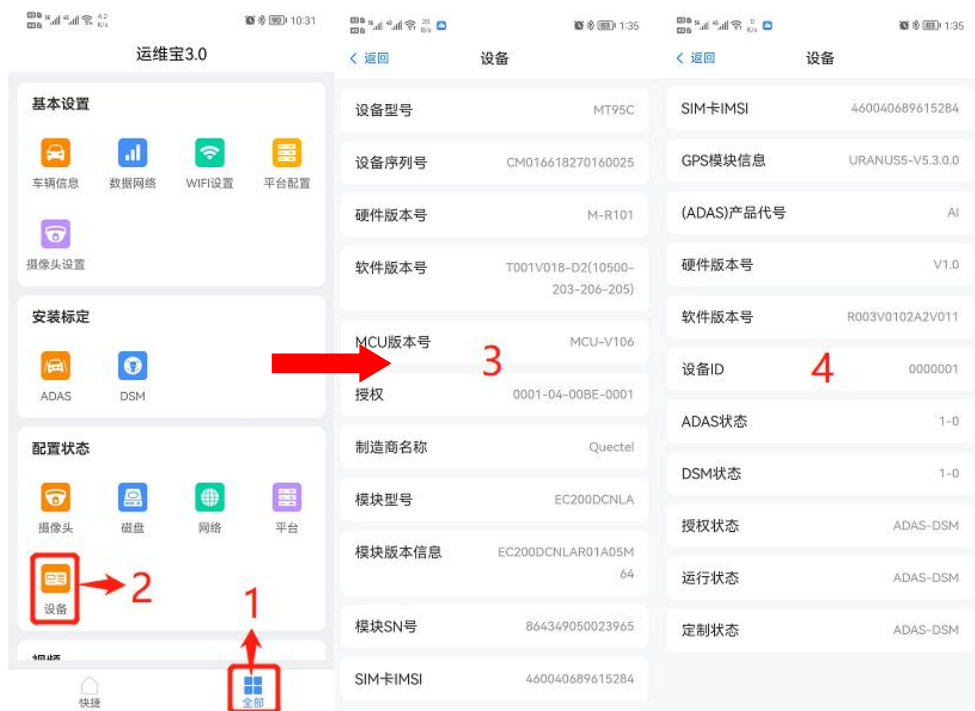 10:31
运维宝3.0
基本设置
车辆信息
数据网络
WIFI设置
平台配置
摄像头设置
安装标定
ADAS
DSM
配置状态
摄像头
磁盘
网络
平台
设备
2
1
快捷
全部
1:35
返回
设备
设备型号 MT95C
设备序列号 CM016618270160025
硬件版本号 M-R101
软件版本号 T001V018-D2(10500-
203-206-205)
MCU版本号 MCU-V106
3
授权 0001-04-00BE-0001
制造商名称 Quectel
模块型号 EC200DCNLA
模块版本信息 EC200DCNLAR01A05M
64
模块SN号 864349050023965
SIM卡IMSI 460040689615284
1:35
返回
设备
SIM卡IMSI 460040689615284
GPS模块信息 URANUS5-V5.3.0.0
(ADAS)产品代号 AI
硬件版本号 V1.0
软件版本号 R003V0102A2V011
设备ID 0000001
4
ADAS状态 1-0
DSM状态 1-0
授权状态 ADAS-DSM
运行状态 ADAS-DSM
定制状态 ADAS-DSM